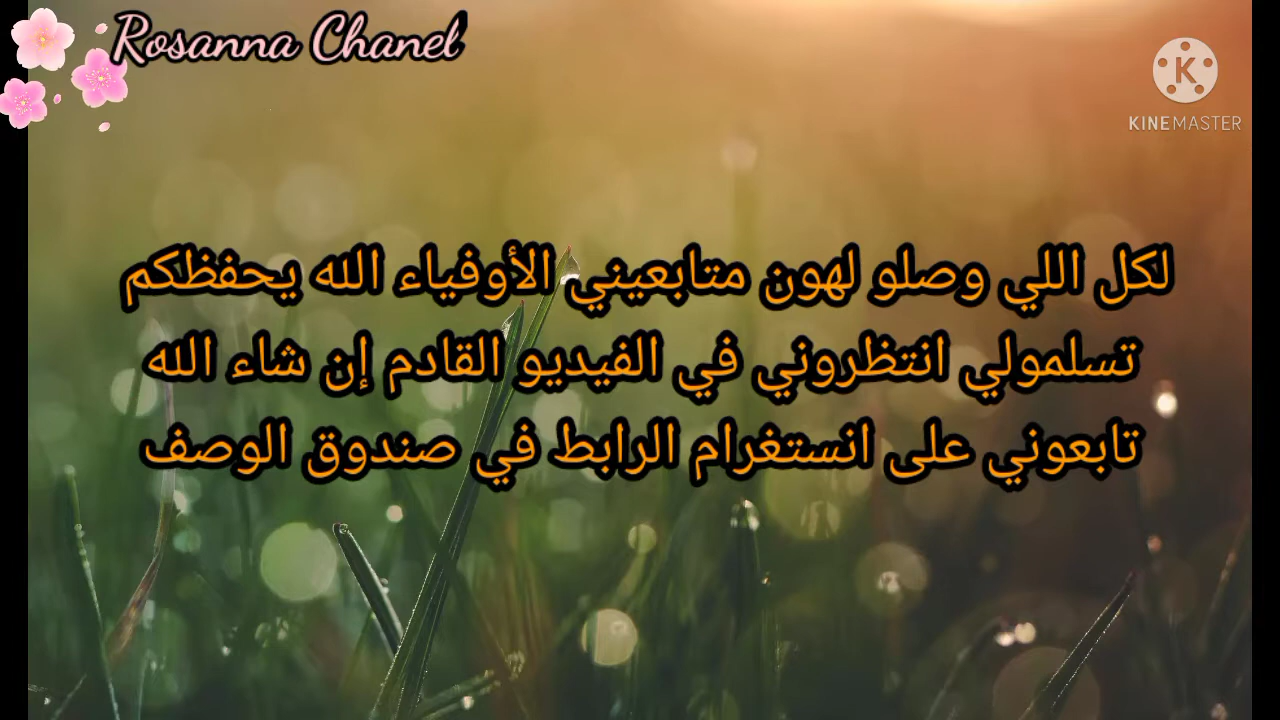 Rosanna Chanel
KINEMASTER
لكل اللي وصلو لهون متابعيني الأوفياء الله يحفظكم
تسلمولي انتظروني في الفيديو القادم إن شاء الله
تابعوني على انستغرام الرابط في صندوق الوصف